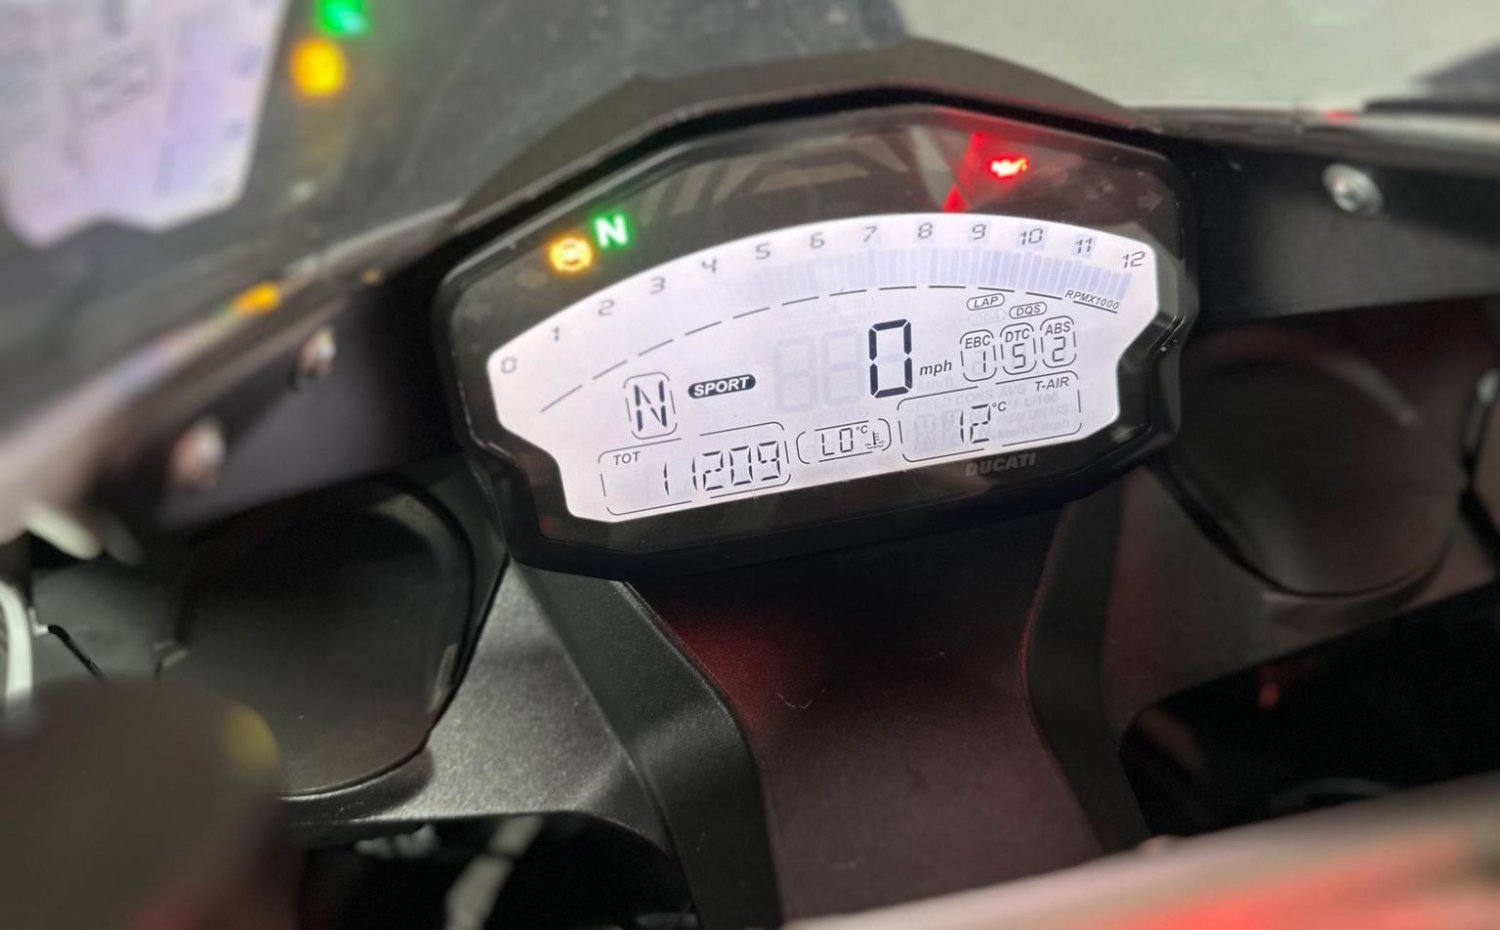 N
0 1 2 3 4 5 6 7 8 9 10 11 12
RPMX1000
LAP
DQS
EBC DTC ABS
1 5 2
N SPORT 0 mph
T-AIR
TOT
11209 LO °C 12 °C
DUCATI